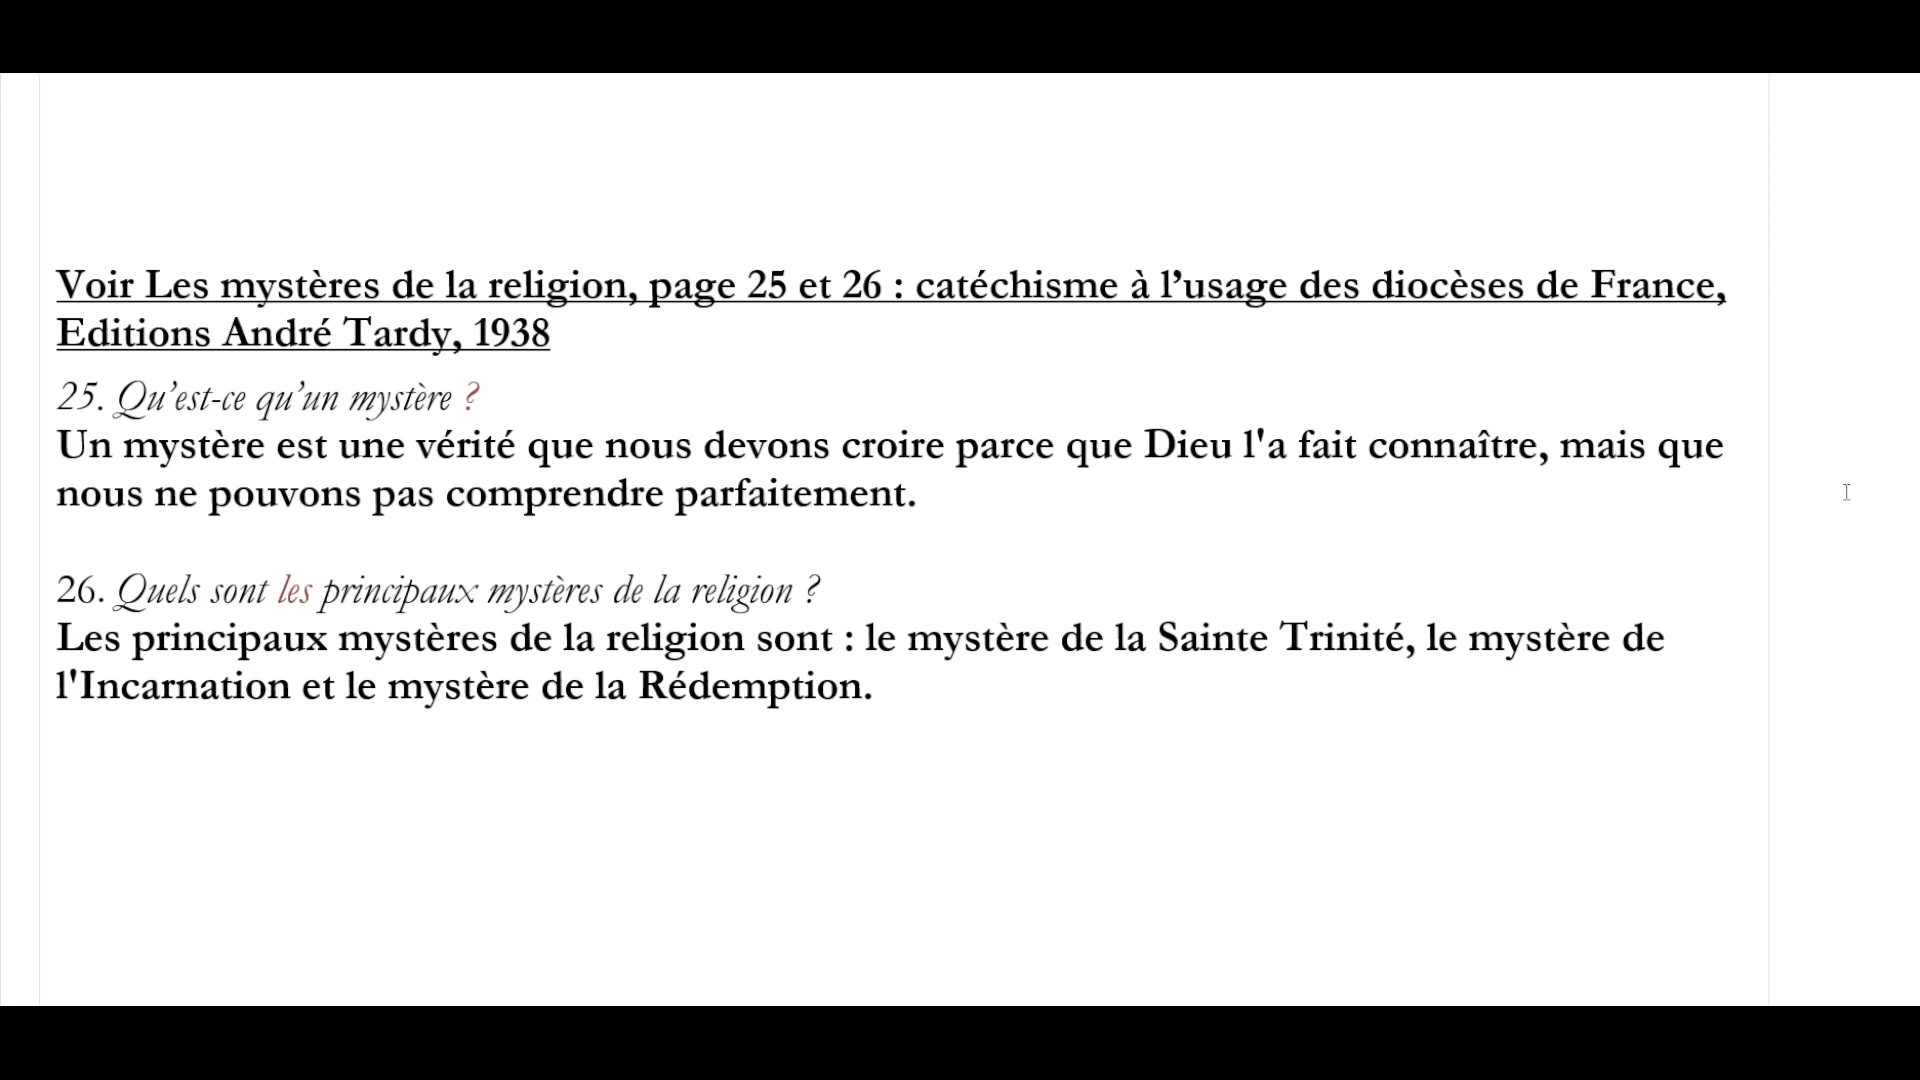 Voir Les mystères de la religion, page 25 et 26 : catéchisme à l’usage des diocèses de France,
Editions André Tardy, 1938
25. Qu’est-ce qu’un mystère ?
Un mystère est une vérité que nous devons croire parce que Dieu l'a fait connaître, mais que
nous ne pouvons pas comprendre parfaitement.
26. Quels sont les principaux mystères de la religion ?
Les principaux mystères de la religion sont : le mystère de la Sainte Trinité, le mystère de
l'Incarnation et le mystère de la Rédemption.